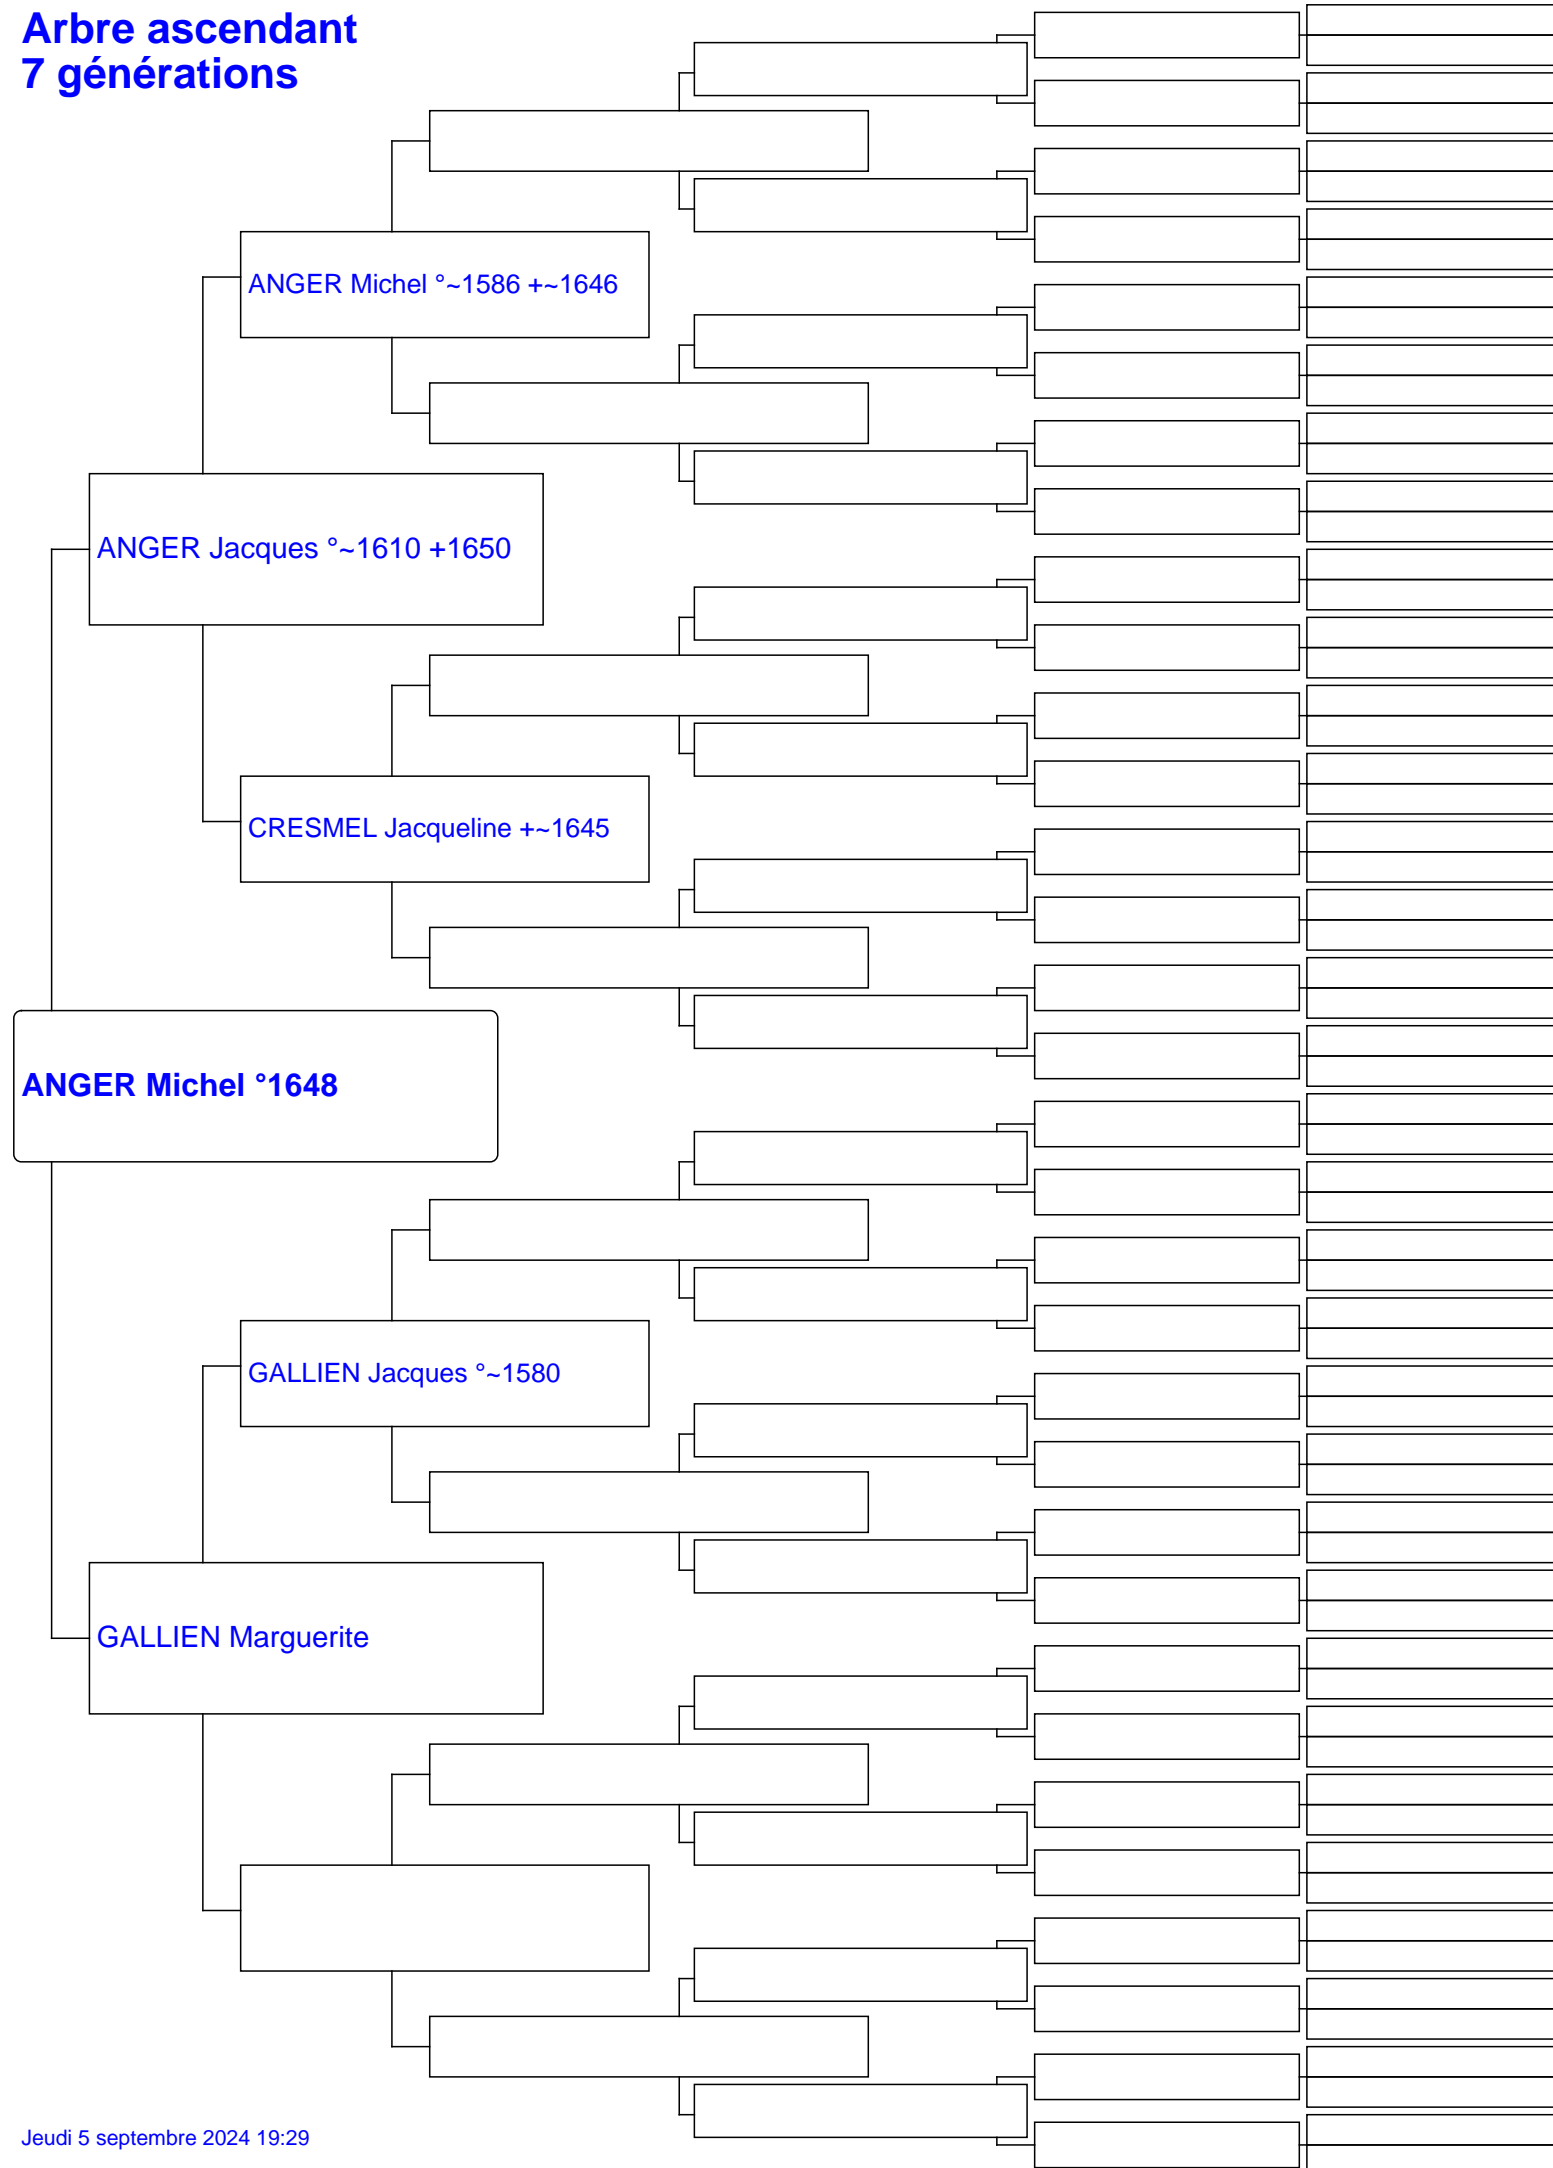 Arbre ascendant
7 générations
ANGER Michel °~1586 +~1646
ANGER Jacques °~1610 +1650
CRESMEL Jacqueline +~1645
ANGER Michel °1648
GALLIEN Jacques °~1580
GALLIEN Marguerite
Jeudi 5 septembre 2024 19:29